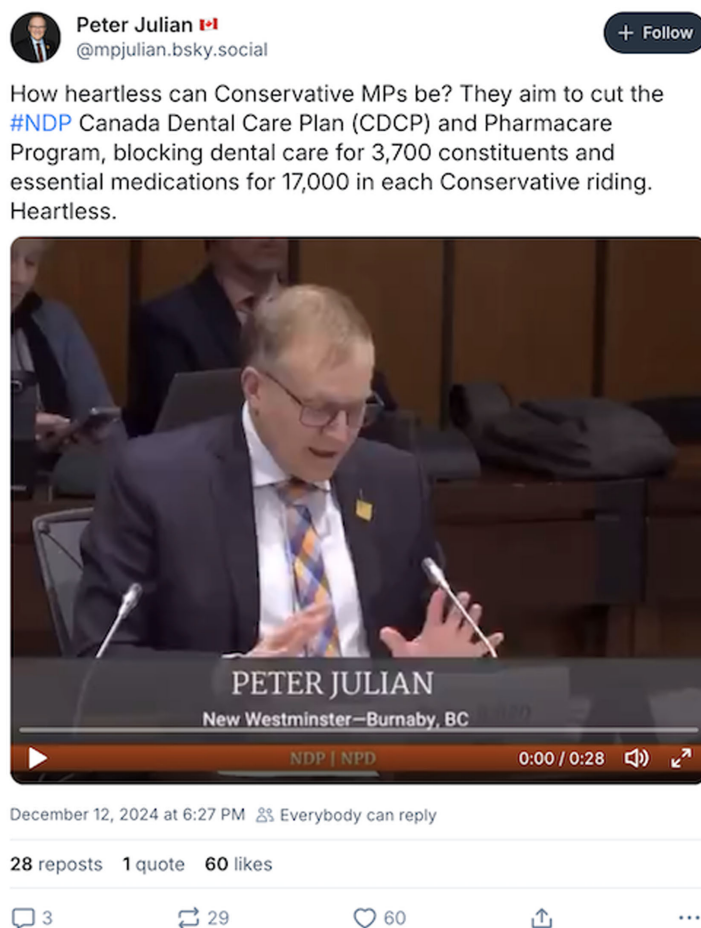 Peter Julian 🇨🇦
@mpjulian.bsky.social
+ Follow
How heartless can Conservative MPs be? They aim to cut the
#NDP Canada Dental Care Plan (CDCP) and Pharmacare
Program, blocking dental care for 3,700 constituents and
essential medications for 17,000 in each Conservative riding.
Heartless.
PETER JULIAN
New Westminster—Burnaby, BC
NDP | NPD
0:00 / 0:28
December 12, 2024 at 6:27 PM Everybody can reply
28 reposts 1 quote 60 likes
3 29 60